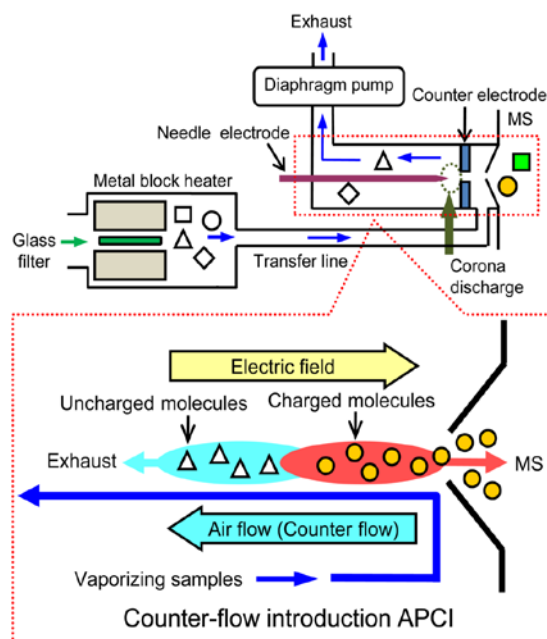 Exhaust
Diaphragm pump
Counter electrode
MS
Needle electrode
Metal block heater
Glass
filter
Transfer line
Corona
discharge
Electric field
Uncharged molecules
Charged molecules
Exhaust
MS
Air flow (Counter flow)
Vaporizing samples
Counter-flow introduction APCI